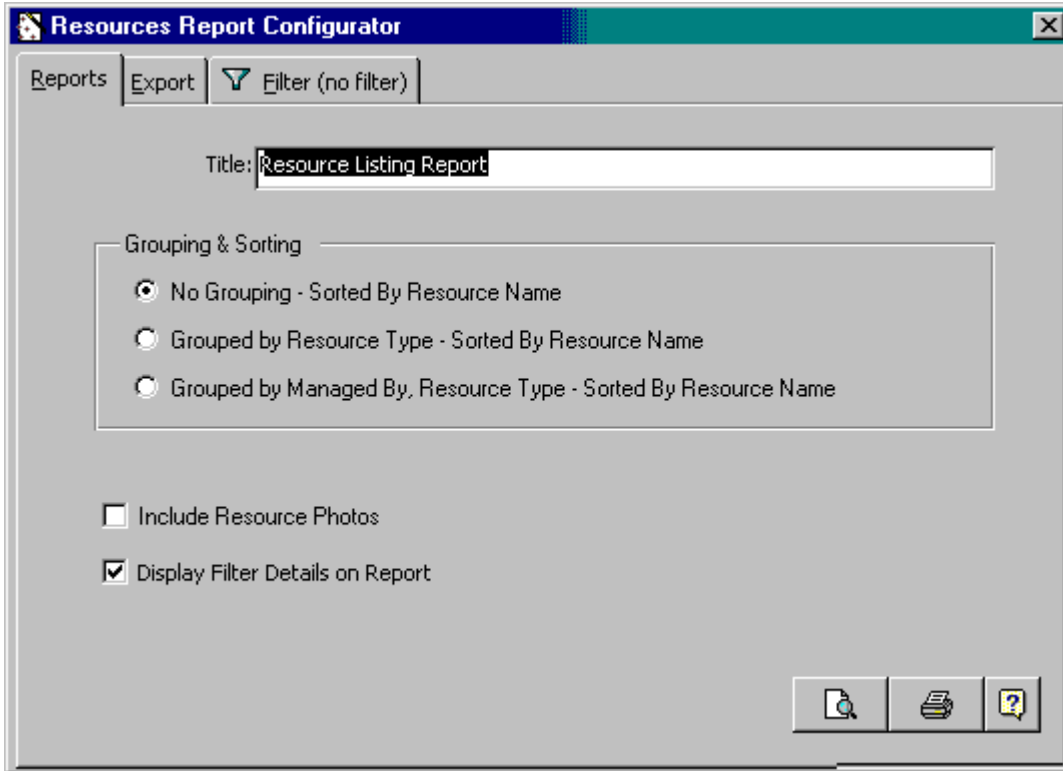 Resources Report Configurator
Reports Export Filter (no filter)
Title: Resource Listing Report
Grouping & Sorting
No Grouping - Sorted By Resource Name
Grouped by Resource Type - Sorted By Resource Name
Grouped by Managed By, Resource Type - Sorted By Resource Name
Include Resource Photos
Display Filter Details on Report